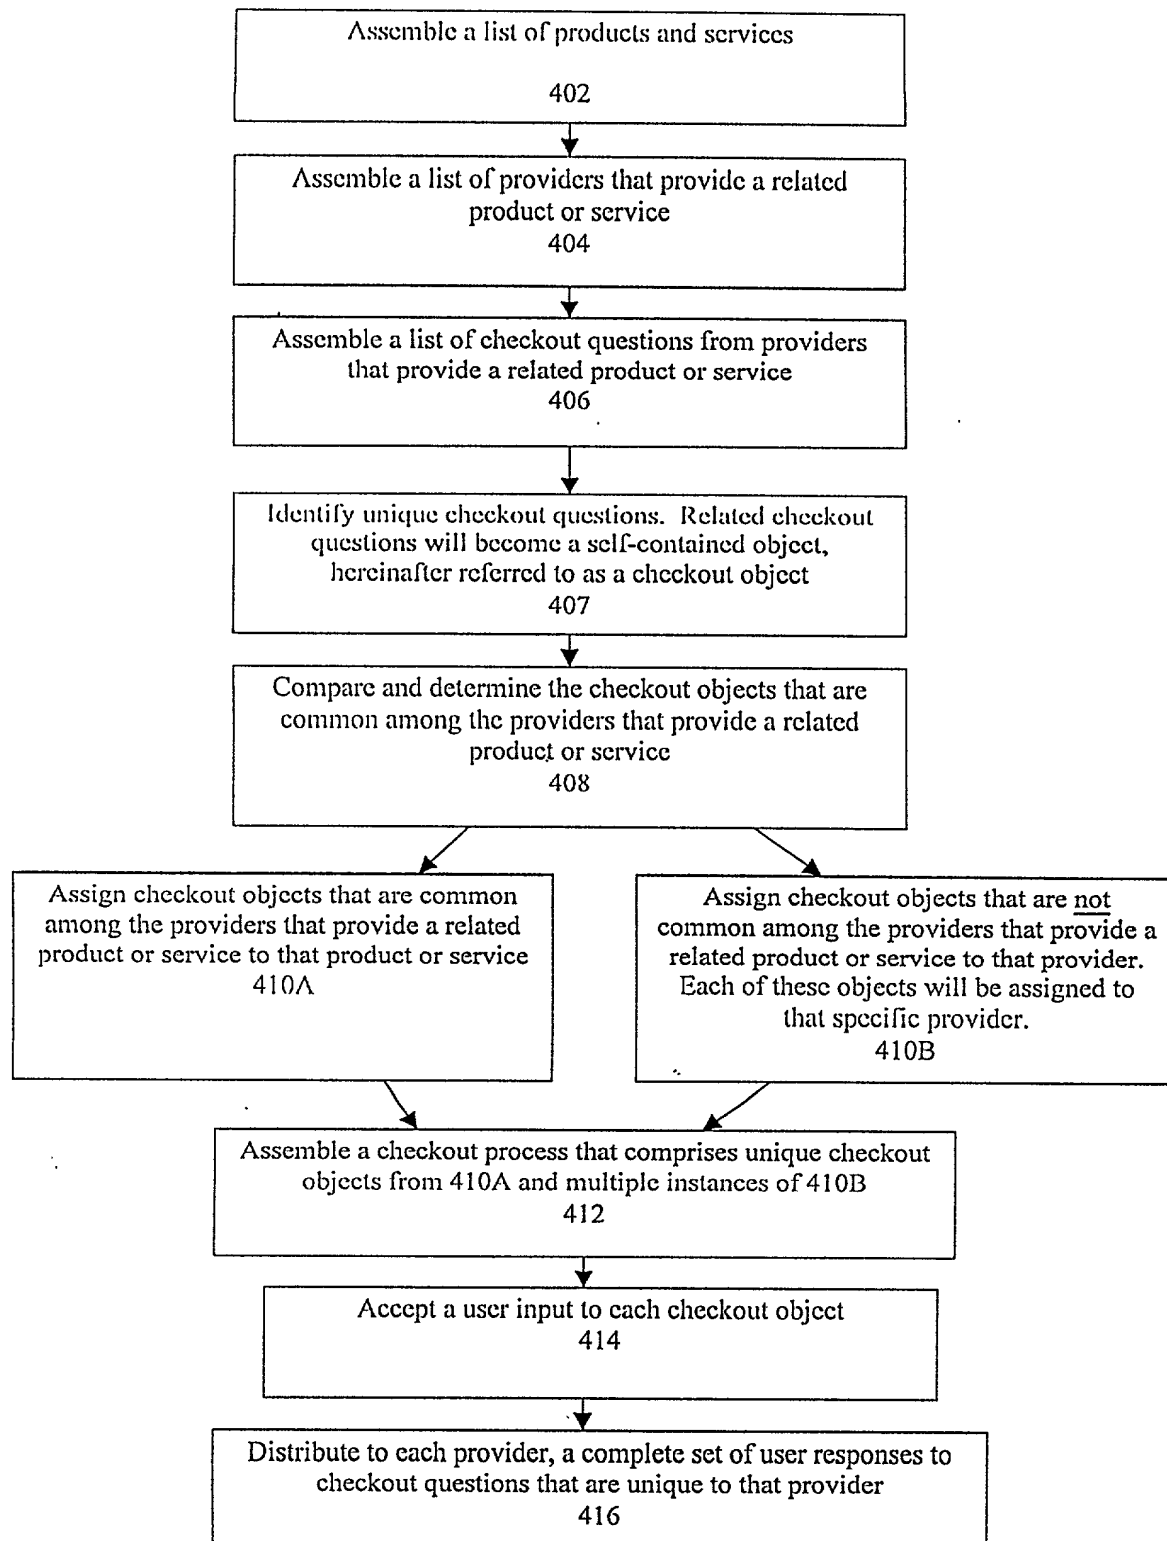 Assemble a list of products and services
402
Assemble a list of providers that provide a related
product or service
404
Assemble a list of checkout questions from providers
that provide a related product or service
406
Identify unique checkout questions. Related checkout
questions will become a self-contained object,
hereinafter referred to as a checkout object
407
Compare and determine the checkout objects that are
common among the providers that provide a related
product or service
408
Assign checkout objects that are common
among the providers that provide a related
product or service to that product or service
410A
Assign checkout objects that are not
common among the providers that provide a
related product or service to that provider.
Each of these objects will be assigned to
that specific provider.
410B
Assemble a checkout process that comprises unique checkout
objects from 410A and multiple instances of 410B
412
Accept a user input to each checkout object
414
Distribute to each provider, a complete set of user responses to
checkout questions that are unique to that provider
416